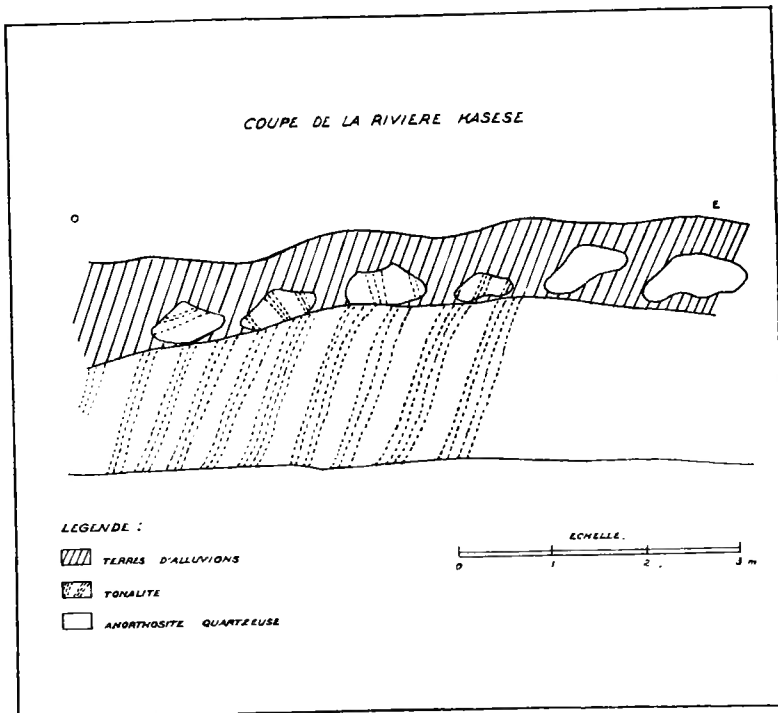 COUPE DE LA RIVIERE KASESE
O
E
LEGENDE :
TERRES D'ALLUVIONS
TONALITE
ANORTHOSITE QUARTZEUSE
ECHELLE.
0 1 2 3 m